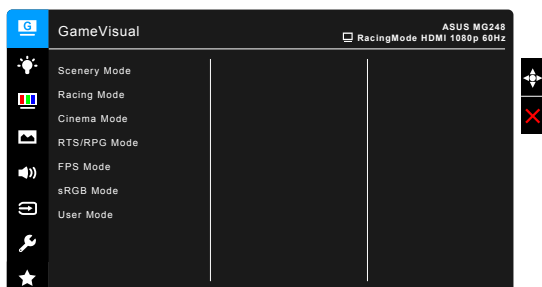 G
GameVisual
ASUS MG248
RacingMode HDMI 1080p 60Hz
Scenery Mode
Racing Mode
Cinema Mode
RTS/RPG Mode
FPS Mode
sRGB Mode
User Mode